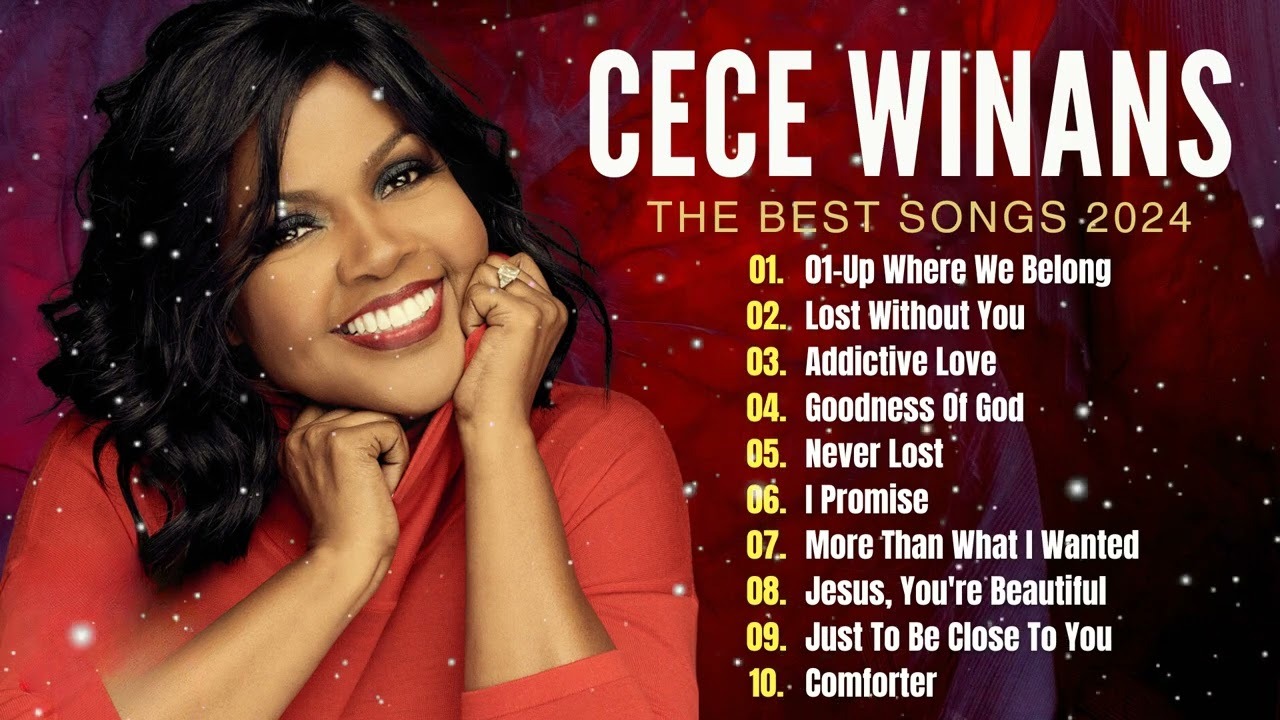 CECE WINANS
THE BEST SONGS 2024
01. 01-Up Where We Belong
02. Lost Without You
03. Addictive Love
04. Goodness Of God
05. Never Lost
06. I Promise
07. More Than What I Wanted
08. Jesus, You're Beautiful
09. Just To Be Close To You
10. Comforter